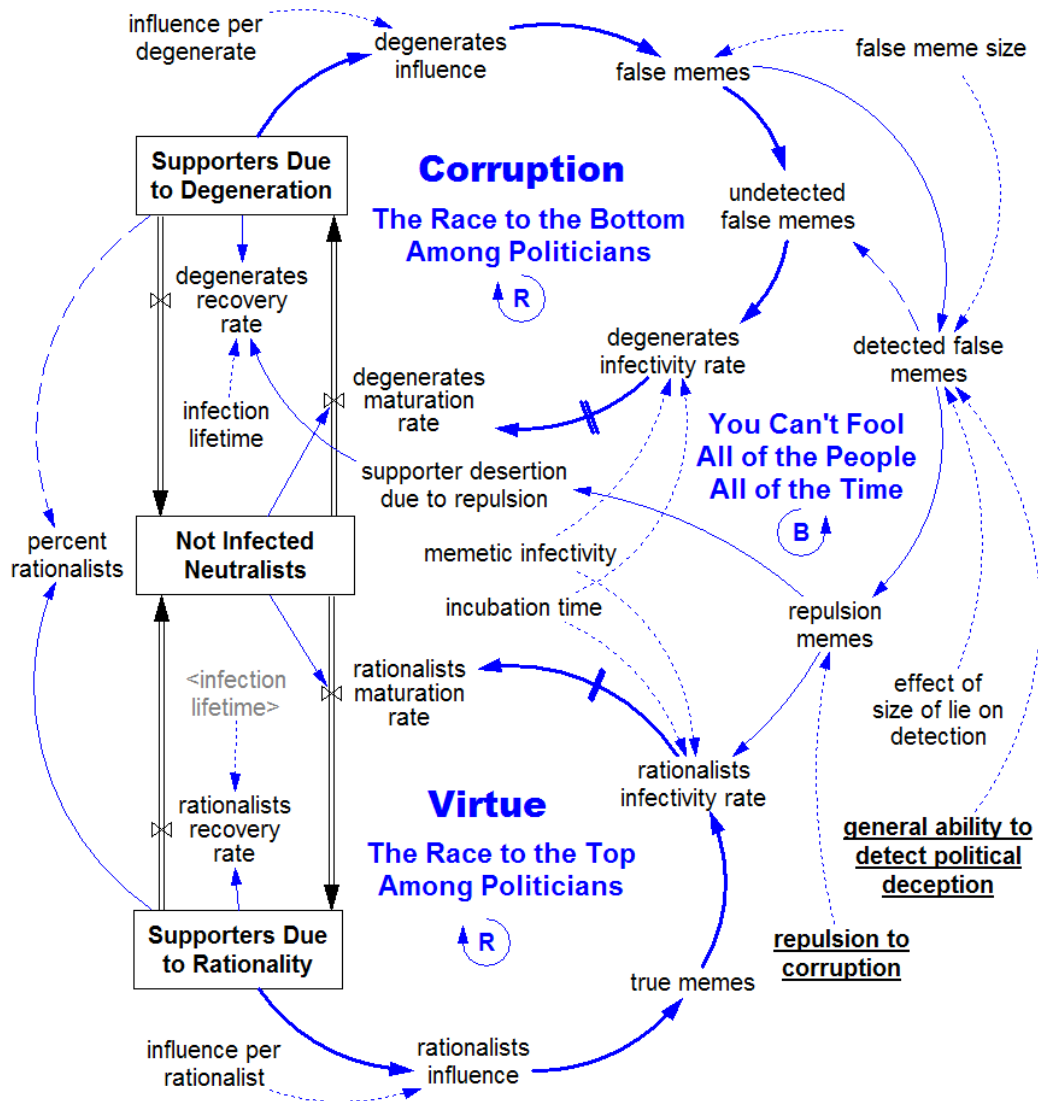 influence per
degenerate
degenerates
influence
false memes
false meme size
Supporters Due
to Degeneration
Corruption
The Race to the Bottom
Among Politicians
R
undetected
false memes
degenerates
recovery
rate
degenerates
infectivity rate
detected false
memes
infection
lifetime
degenerates
maturation
rate
You Can't Fool
All of the People
All of the Time
B
supporter desertion
due to repulsion
percent
rationalists
Not Infected
Neutralists
memetic infectivity
incubation time
repulsion
memes
<infection
lifetime>
rationalists
maturation
rate
effect of
size of lie on
detection
rationalists
infectivity rate
rationalists
recovery
rate
Virtue
The Race to the Top
Among Politicians
R
general ability to
detect political
deception
Supporters Due
to Rationality
repulsion to
corruption
true memes
influence per
rationalist
rationalists
influence